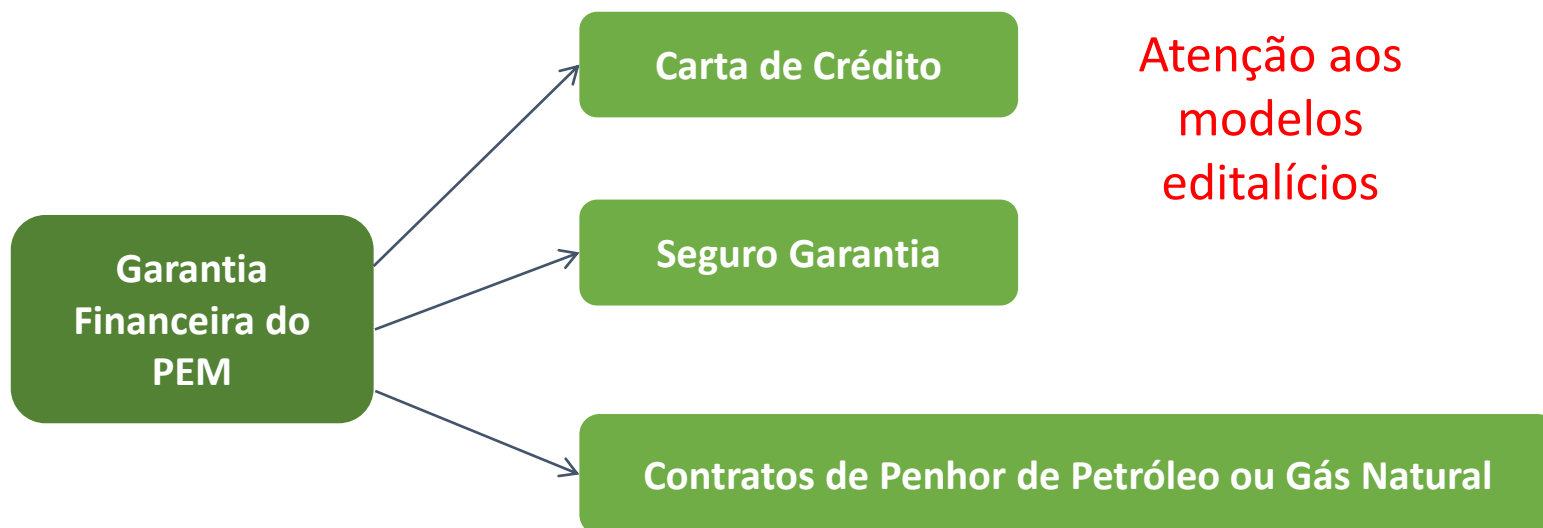 Garantia
Financeira do
PEM
Carta de Crédito
Seguro Garantia
Contratos de Penhor de Petróleo ou Gás Natural
Atenção aos
modelos
editalícios